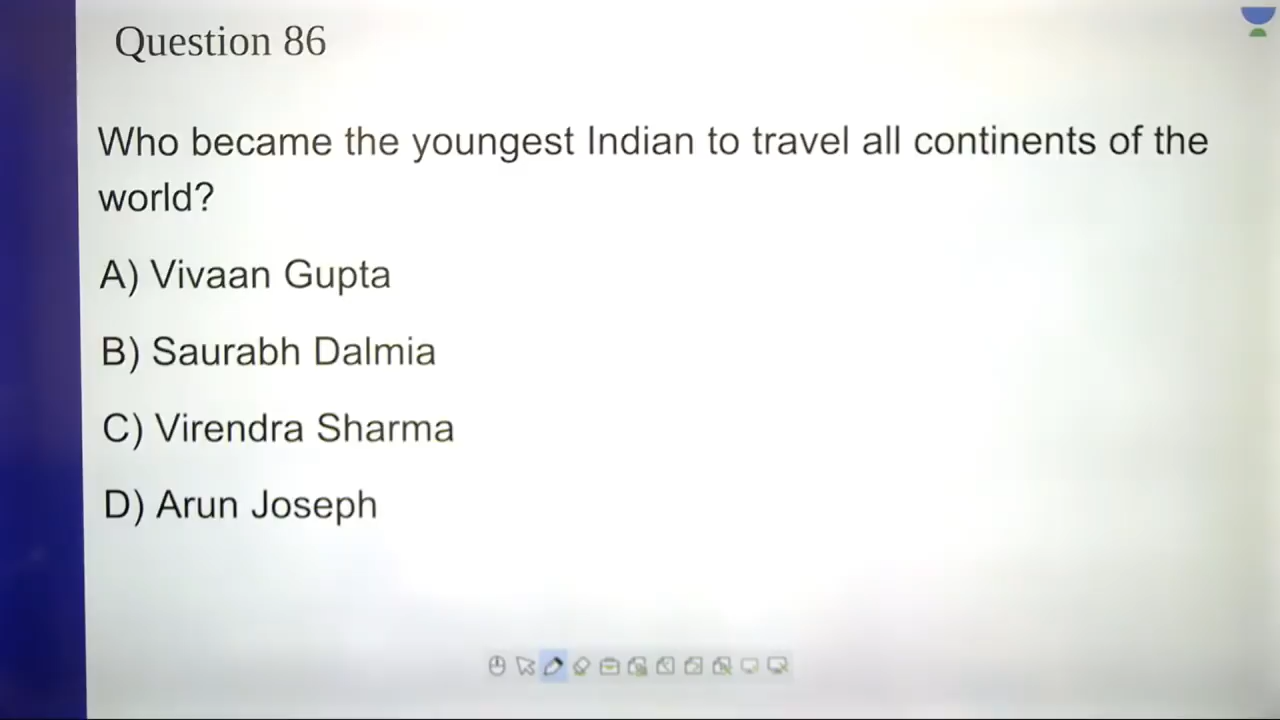 Question 86
Who became the youngest Indian to travel all continents of the
world?
A) Vivaan Gupta
B) Saurabh Dalmia
C) Virendra Sharma
D) Arun Joseph